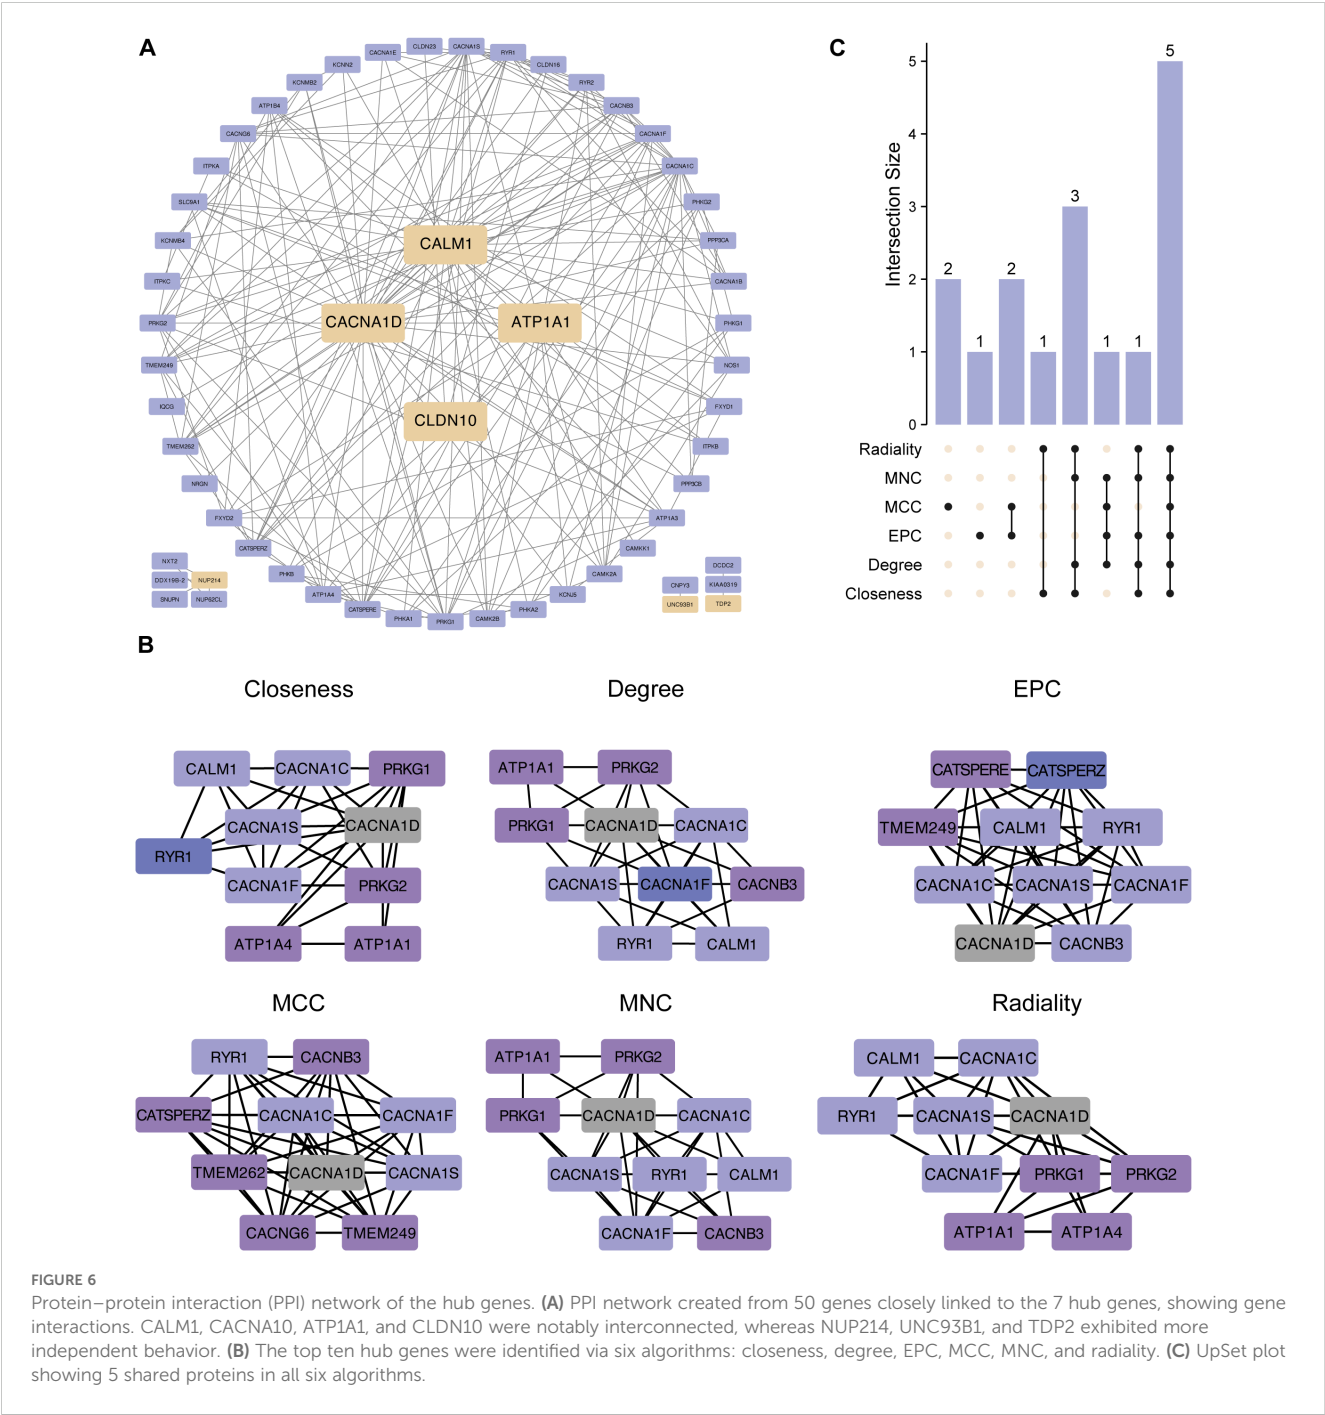 A
CLDN23
CACNA1S
CACNA1E
RYR1
KCNN2
CLDN16
KCNMB2
RYR2
ATP1B4
CACNB3
CACNG6
CACNA1F
ITPKA
CACNA1C
SLC9A1
PHKG2
KCNMB4
PPP3CA
ITPKC
CACNA1B
PRKG2
PHKG1
TMEM249
NOS1
IQCG
FXYD1
TMEM262
ITPKB
NRGN
PPP3CB
FXYD2
ATP1A3
CATSPERZ
CAMKK1
PHKB
CAMK2A
ATP1A4
KCNJ5
CATSPERE
PHKA2
PHKA1
PRKG1
CAMK2B
CALM1
CACNA1D
ATP1A1
CLDN10
NXT2
DDX19B-2
NUP214
SNUPN
NUP62CL
DCDC2
CNPY3
KIAA0319
UNC93B1
TDP2
C
Intersection Size
5
4
3
2
1
0
2
1
2
1
3
1
1
5
Radiality
MNC
MCC
EPC
Degree
Closeness
B
Closeness
CALM1
CACNA1C
PRKG1
CACNA1S
CACNA1D
RYR1
CACNA1F
PRKG2
ATP1A4
ATP1A1
Degree
ATP1A1
PRKG2
PRKG1
CACNA1D
CACNA1C
CACNA1S
CACNA1F
CACNB3
RYR1
CALM1
EPC
CATSPERE
CATSPERZ
TMEM249
CALM1
RYR1
CACNA1C
CACNA1S
CACNA1F
CACNA1D
CACNB3
MCC
RYR1
CACNB3
CATSPERZ
CACNA1C
CACNA1F
TMEM262
CACNA1D
CACNA1S
CACNG6
TMEM249
MNC
ATP1A1
PRKG2
PRKG1
CACNA1D
CACNA1C
CACNA1S
RYR1
CALM1
CACNA1F
CACNB3
Radiality
CALM1
CACNA1C
RYR1
CACNA1S
CACNA1D
CACNA1F
PRKG1
PRKG2
ATP1A1
ATP1A4
FIGURE 6
Protein–protein interaction (PPI) network of the hub genes. (A) PPI network created from 50 genes closely linked to the 7 hub genes, showing gene
interactions. CALM1, CACNA10, ATP1A1, and CLDN10 were notably interconnected, whereas NUP214, UNC93B1, and TDP2 exhibited more
independent behavior. (B) The top ten hub genes were identified via six algorithms: closeness, degree, EPC, MCC, MNC, and radiality. (C) UpSet plot
showing 5 shared proteins in all six algorithms.